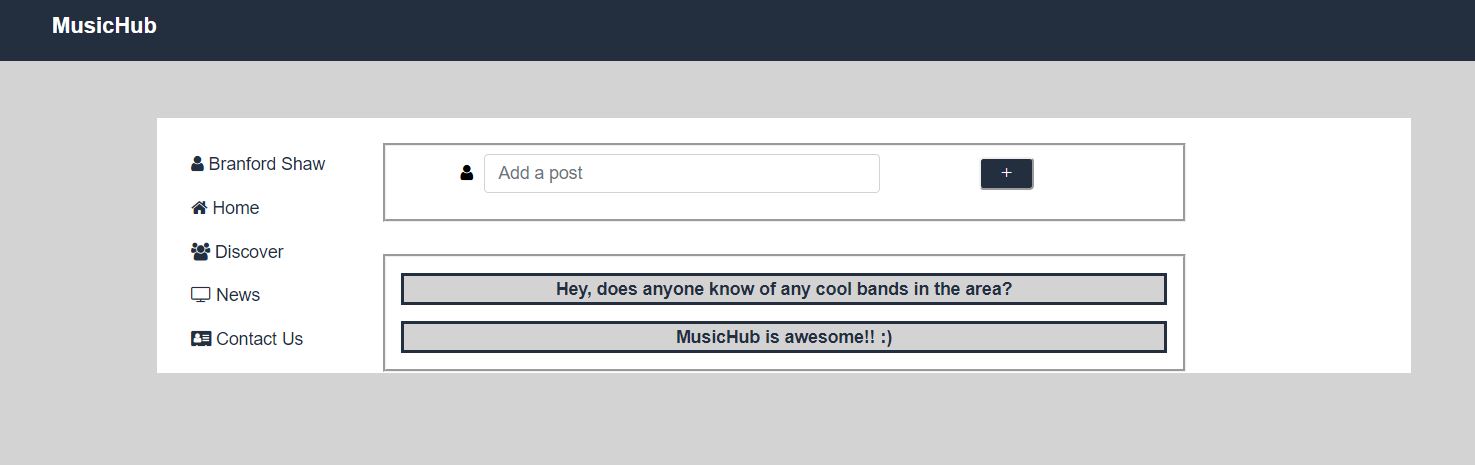 MusicHub
Branford Shaw
Home
Discover
News
Contact Us
Add a post
+
Hey, does anyone know of any cool bands in the area?
MusicHub is awesome!! :)